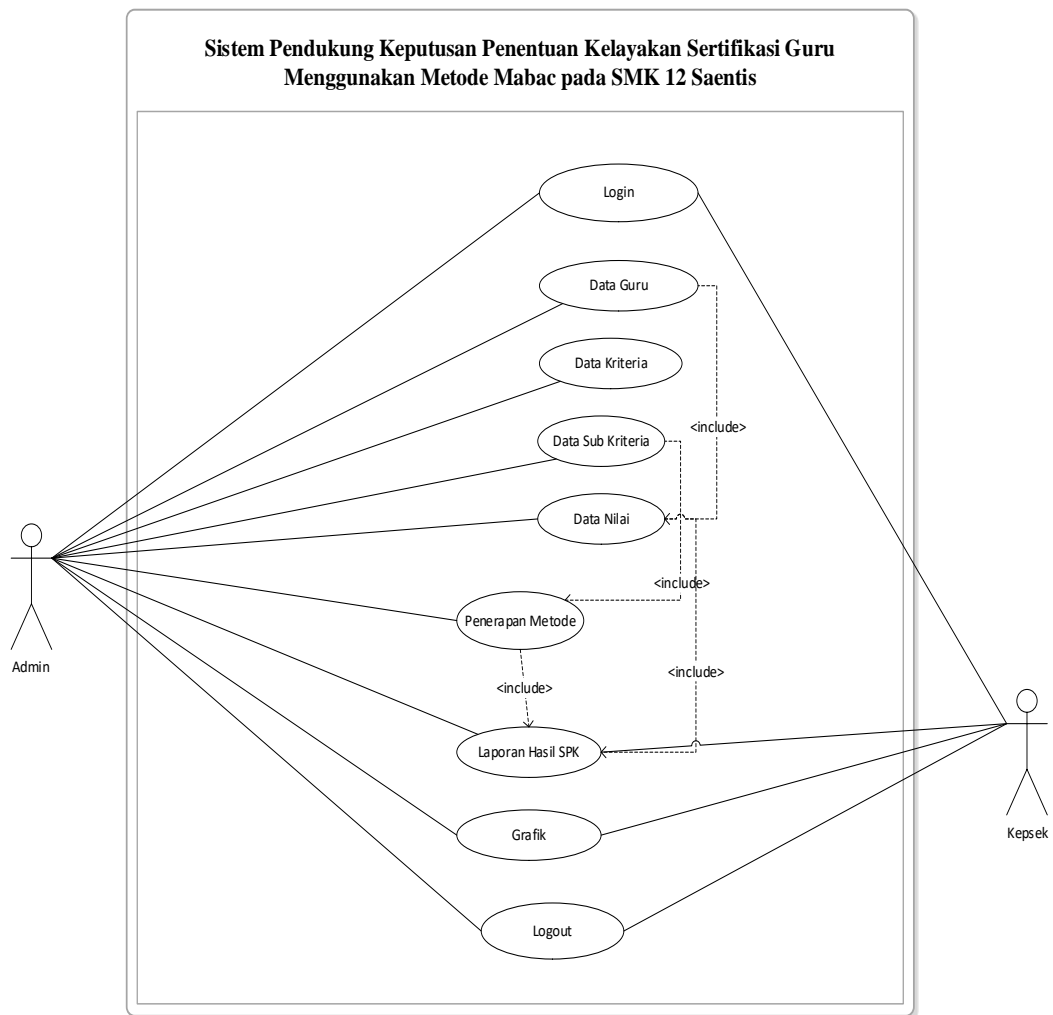 Sistem Pendukung Keputusan Penentuan Kelayakan Sertifikasi Guru
Menggunakan Metode Mabac pada SMK 12 Saentis
Login
Data Guru
Data Kriteria
<include>
Data Sub Kriteria
Data Nilai
<include>
Penerapan Metode
Admin
<include>
<include>
Laporan Hasil SPK
Grafik
Kepsek
Logout